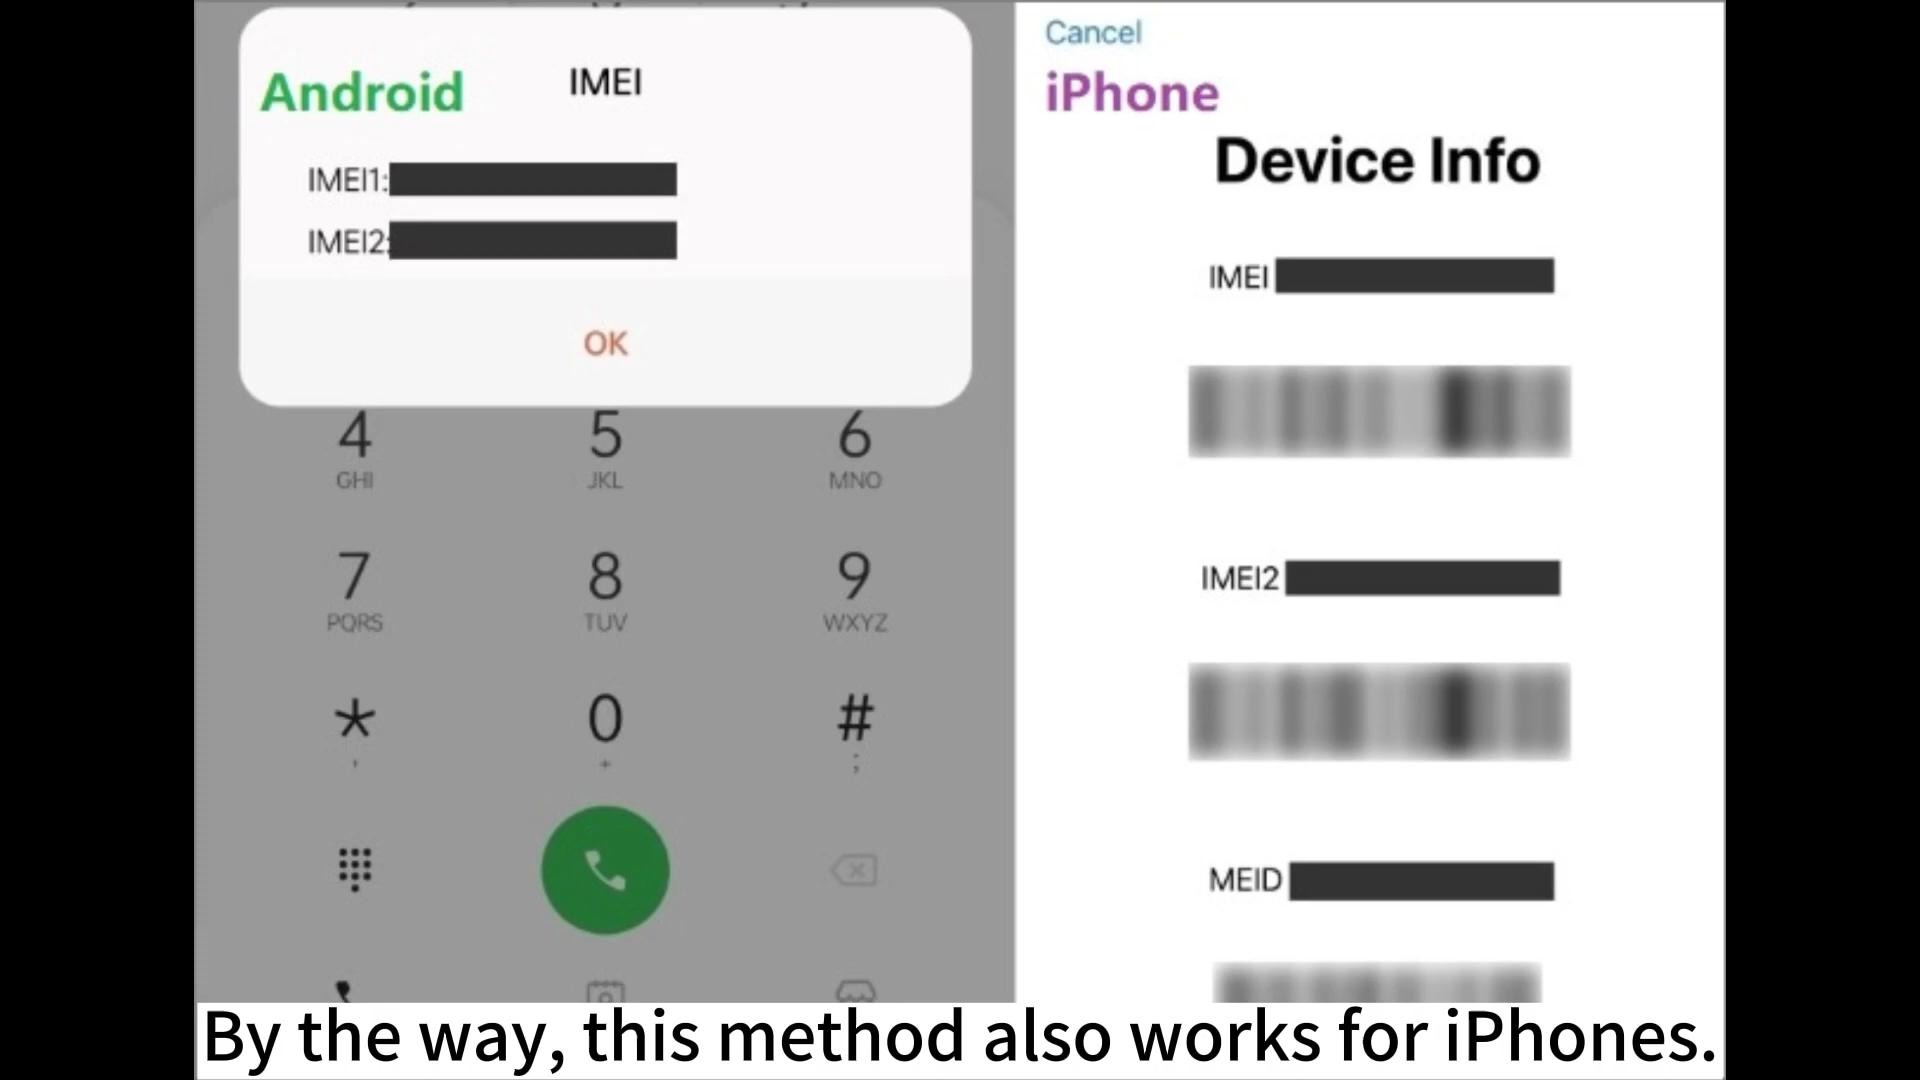 Android
IMEI
IMEI1:
IMEI2:
OK
4
GHI
5
JKL
6
MNO
7
PQRS
8
TUV
9
WXYZ
*
,
0
+
#
;
Cancel
iPhone
Device Info
IMEI
IMEI2
MEID
By the way, this method also works for iPhones.